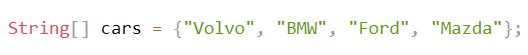 String[] cars = {"Volvo", "BMW", "Ford", "Mazda"};